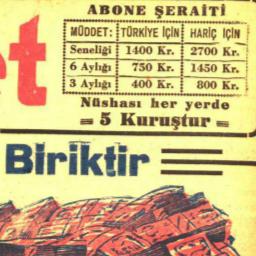 ABONE ŞERAİTİ
MÜDDET: TÜRKİYE İÇİN HARİÇ İÇİN
Seneliği 1400 Kr. 2700 Kr.
6 Aylığı 750 Kr. 1450 Kr.
3 Aylığı 400 Kr. 800 Kr.
Nüshası her yerde
5 Kuruştur
Biriktir